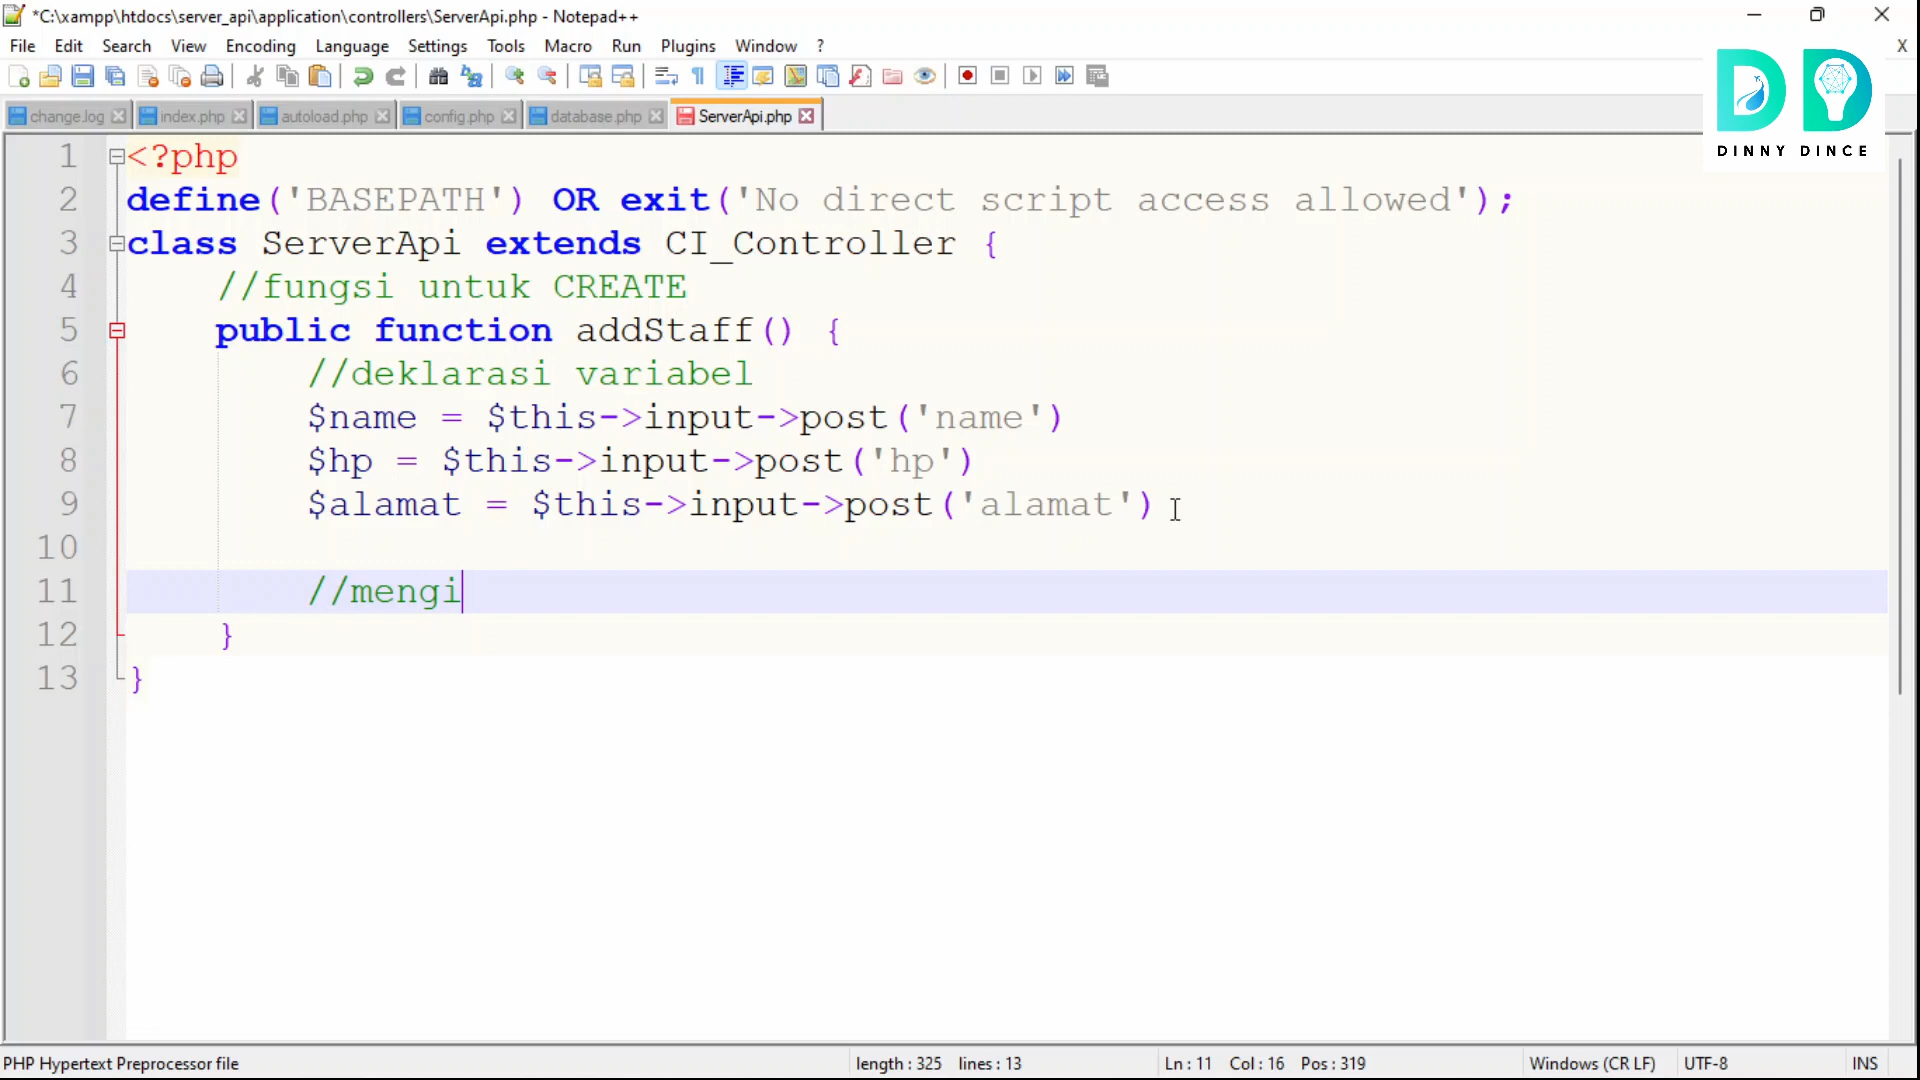 *C:\xampp\htdocs\server_api\application\controllers\ServerApi.php - Notepad++
File Edit Search View Encoding Language Settings Tools Macro Run Plugins Window ? X
change.log index.php autoload.php config.php database.php ServerApi.php
DINNY DINCE
1 <?php
2 define('BASEPATH') OR exit('No direct script access allowed');
3 class ServerApi extends CI_Controller {
4 //fungsi untuk CREATE
5 public function addStaff() {
6 //deklarasi variabel
7 $name = $this->input->post('name')
8 $hp = $this->input->post('hp')
9 $alamat = $this->input->post('alamat')
10
11 //mengi
12 }
13 }
PHP Hypertext Preprocessor file length : 325 lines : 13 Ln : 11 Col : 16 Pos : 319 Windows (CR LF) UTF-8 INS